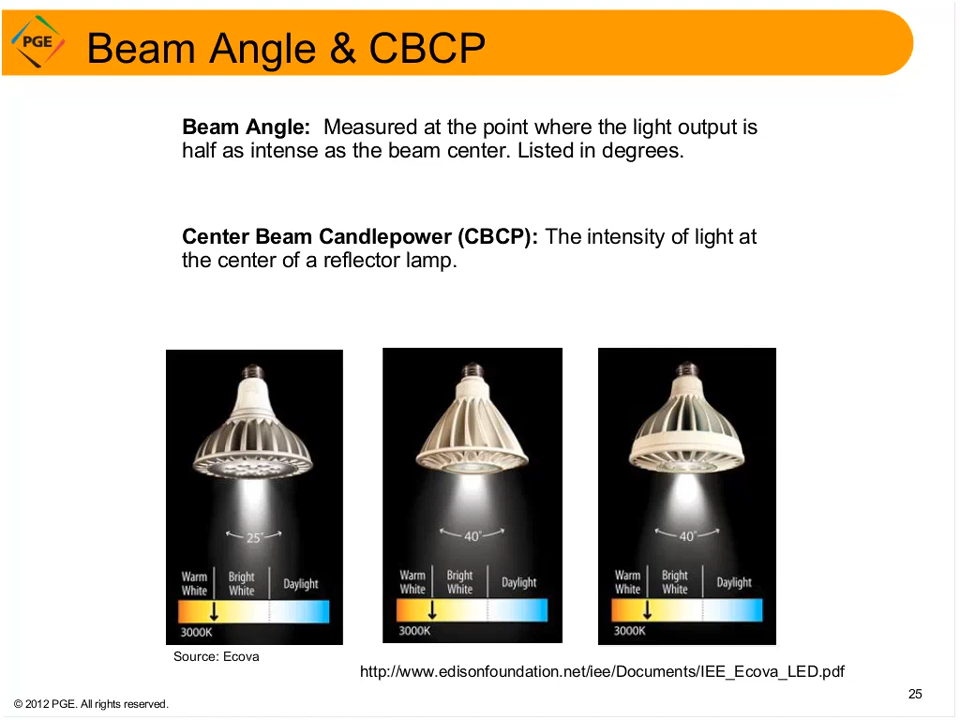 PGE
Beam Angle & CBCP
Beam Angle: Measured at the point where the light output is
half as intense as the beam center. Listed in degrees.
Center Beam Candlepower (CBCP): The intensity of light at
the center of a reflector lamp.
25°
Warm White
Bright White
Daylight
3000K
40°
Warm White
Bright White
Daylight
3000K
40°
Warm White
Bright White
Daylight
3000K
Source: Ecova
http://www.edisonfoundation.net/iee/Documents/IEE_Ecova_LED.pdf
25
© 2012 PGE. All rights reserved.